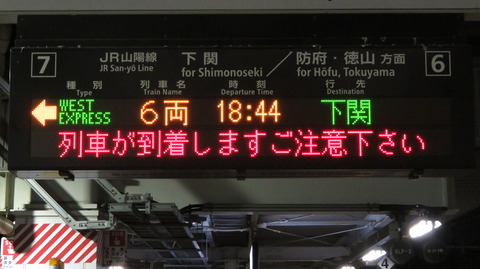 7 JR山陽線 下関 ／ 防府・徳山 方面 6
JR San-yō Line for Shimonoseki for Hōfu, Tokuyama
種別 列車名 時刻 行先
Type Train Name Departure Time Destination
WEST EXPRESS 6両 18:44 下関
列車が到着しますご注意下さい
4